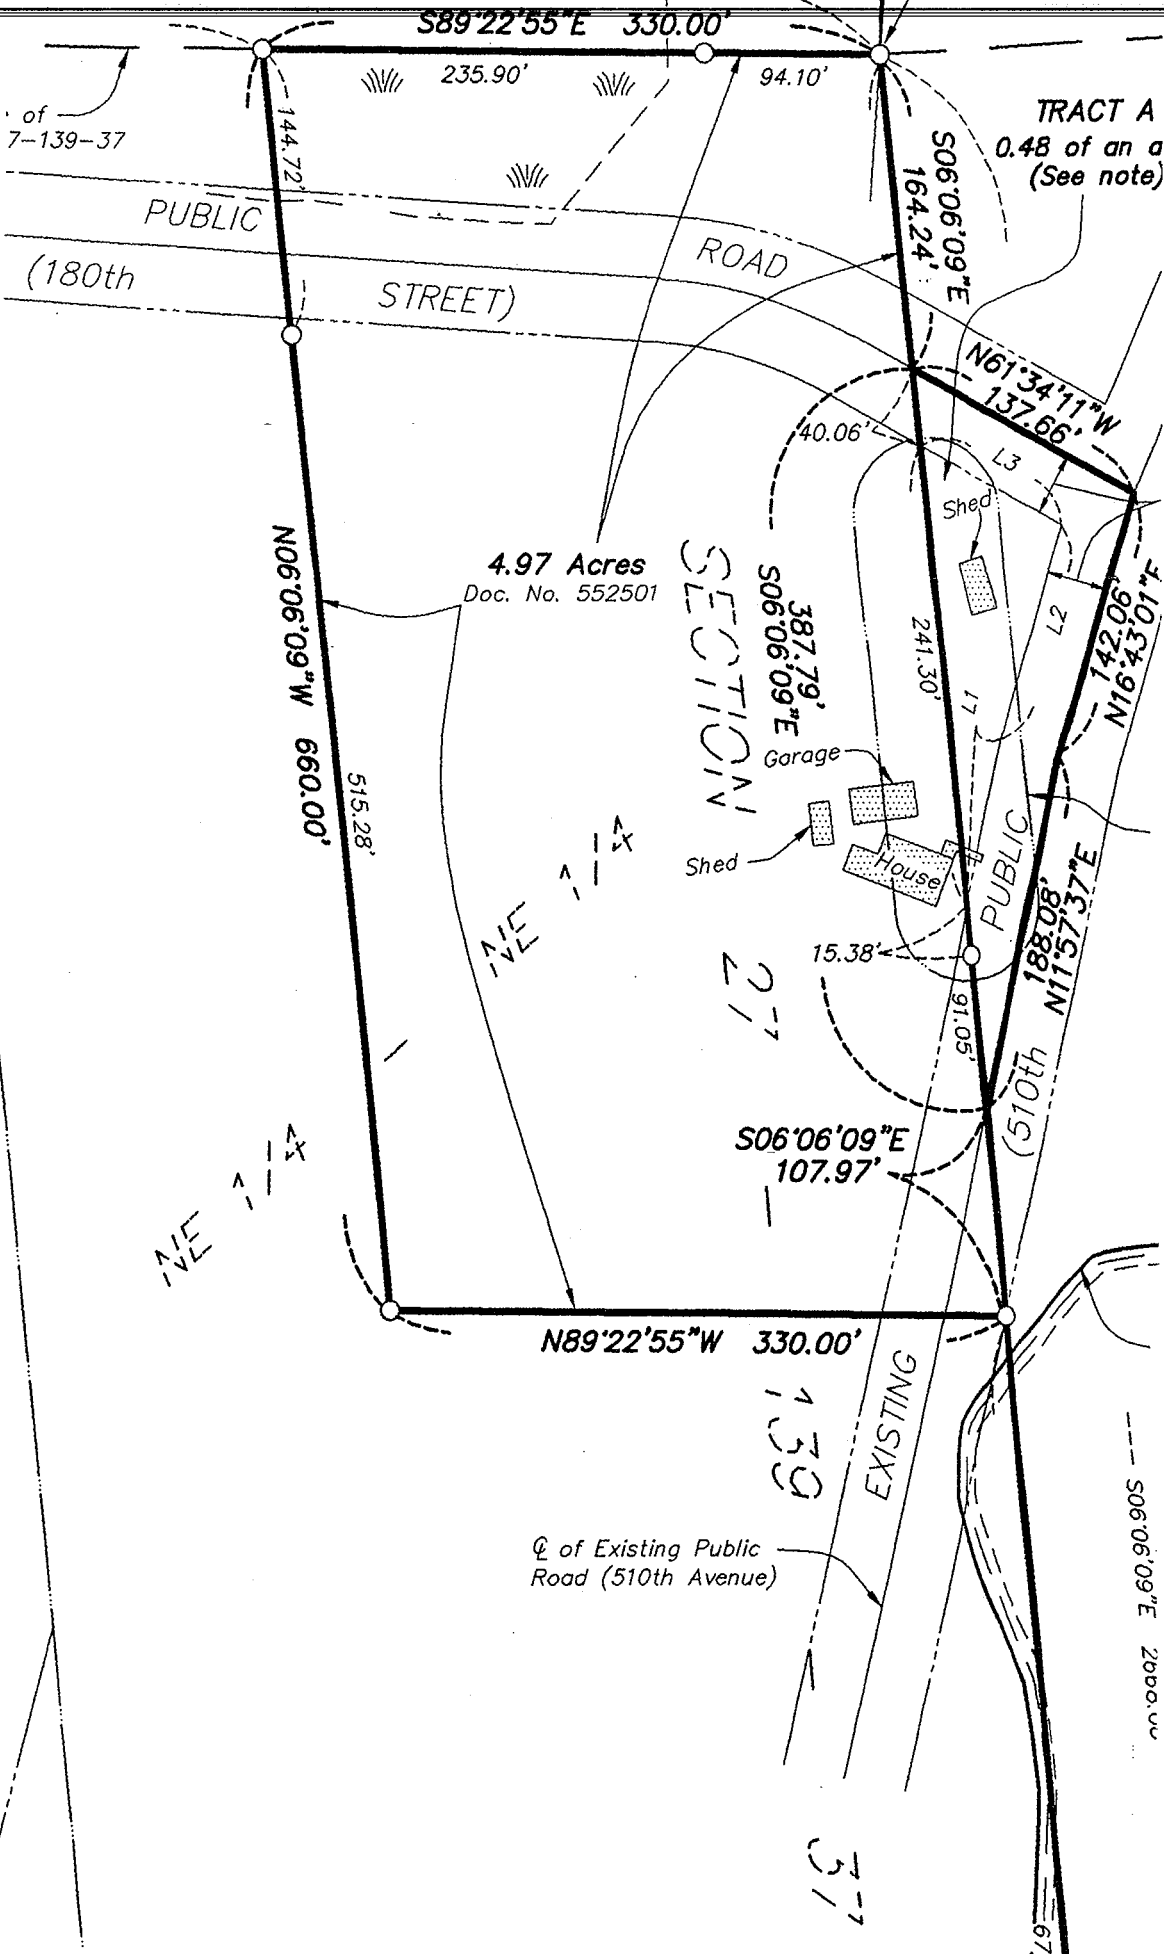 S89°22'55"E 330.00'
235.90'
94.10'
of
7-139-37
144.72'
TRACT A
0.48 of an a
(See note)
S06°06'09"E
164.24'
PUBLIC ROAD
(180th STREET)
N61°34'11"W
137.66'
40.06'
L3
Shed
4.97 Acres
Doc. No. 552501
SECTION
387.79'
S06°06'09"E
241.30'
L2
142.06'
N16°43'01"E
L1
N06°06'09"W 660.00'
515.28'
Garage
Shed
House
PUBLIC
NE 1/4
188.08'
N11°57'37"E
15.38'
27,
91.05'
(510th
S06°06'09"E
107.97'
NE 1/4
N89°22'55"W 330.00'
139
EXISTING
℄ of Existing Public
Road (510th Avenue)
S06°06'09"E
37,
67.